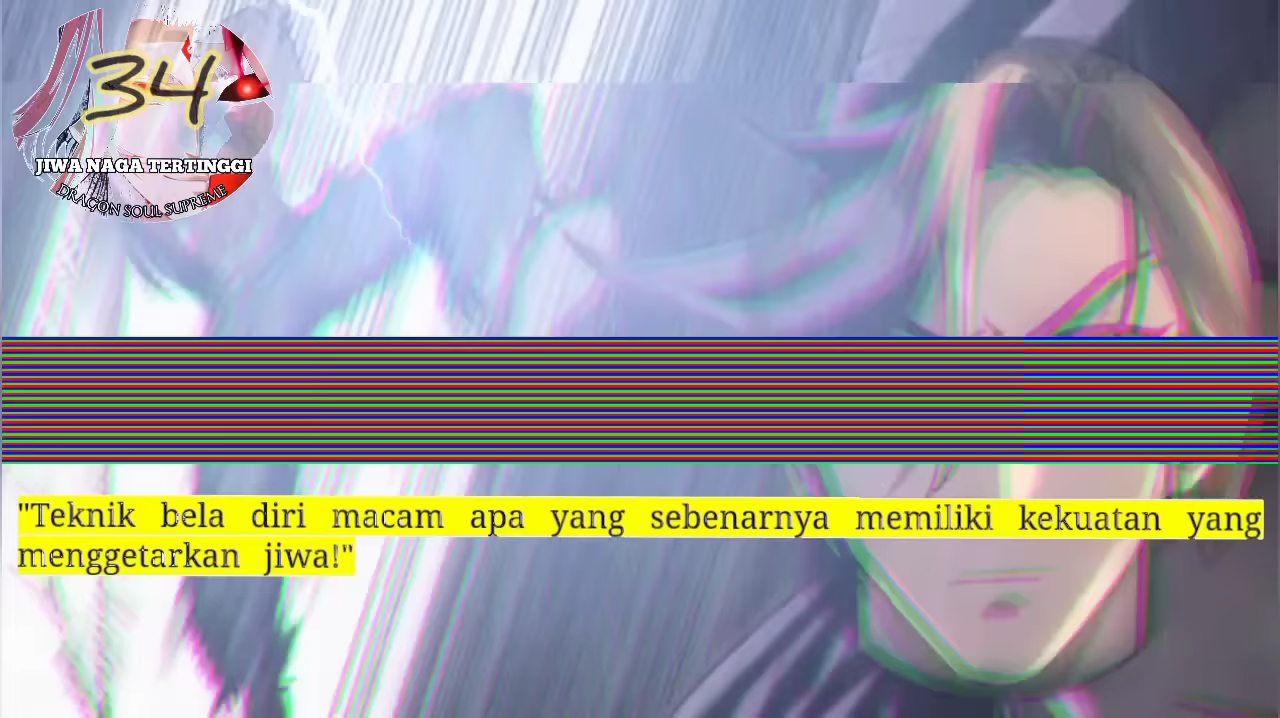 34
JIWA NAGA TERTINGGI
DRAGON SOUL SUPREME
"Teknik bela diri macam apa yang sebenarnya memiliki kekuatan yang
menggetarkan jiwa!"